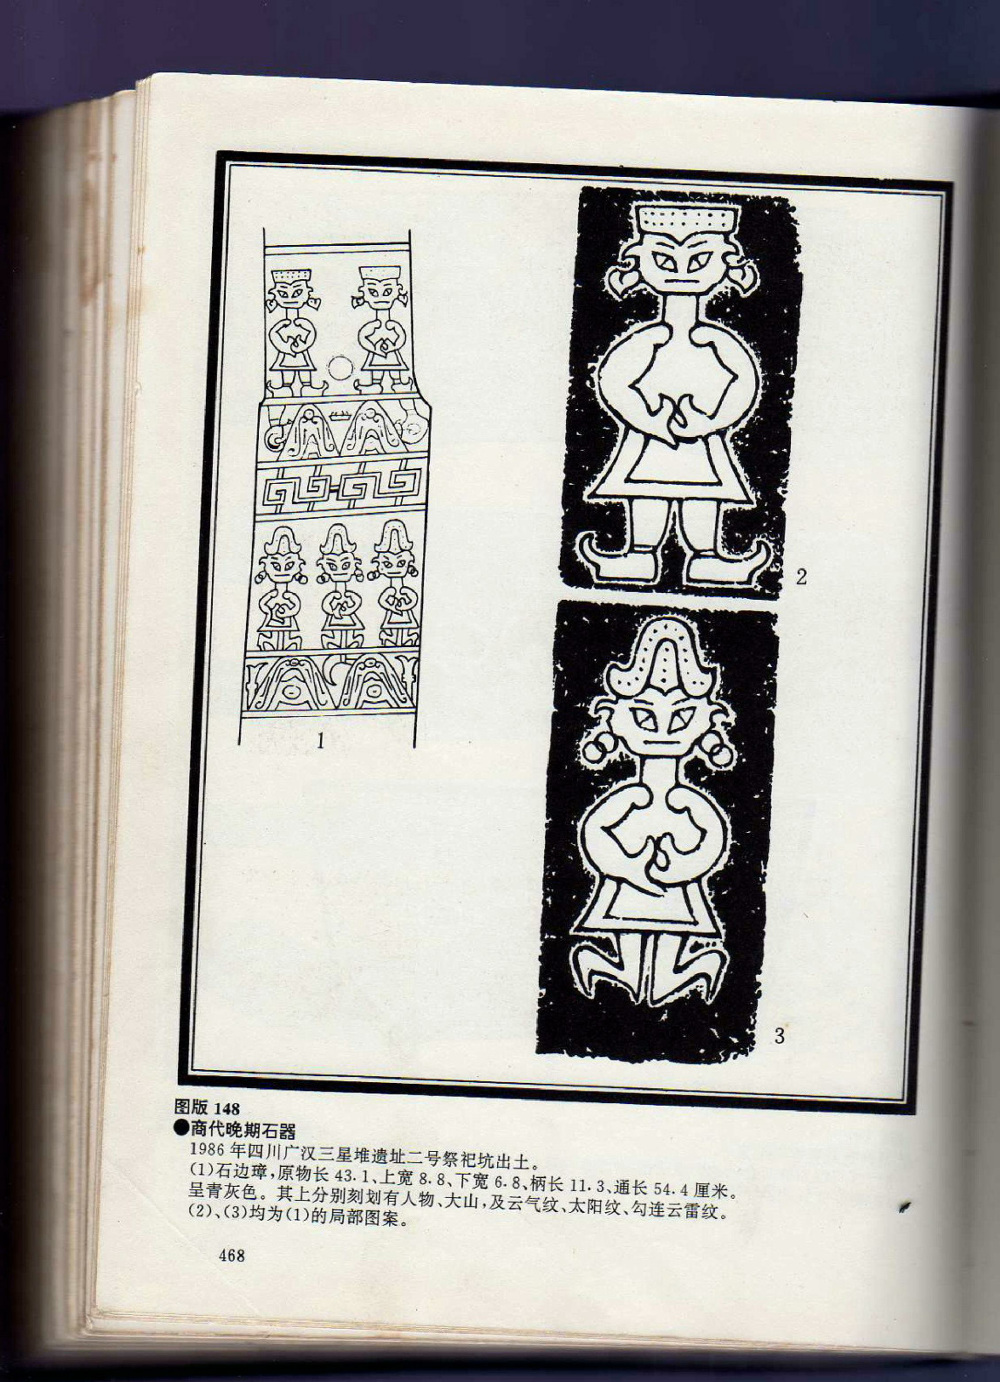 1
2
3
图版 148
●商代晚期石器
1986 年四川广汉三星堆遗址二号祭祀坑出土。
(1)石边璋,原物长 43.1、上宽 8.8、下宽 6.8、柄长 11.3、通长 54.4 厘米。
呈青灰色。其上分别刻划有人物、大山,及云气纹、太阳纹、勾连云雷纹。
(2)、(3)均为(1)的局部图案。
468